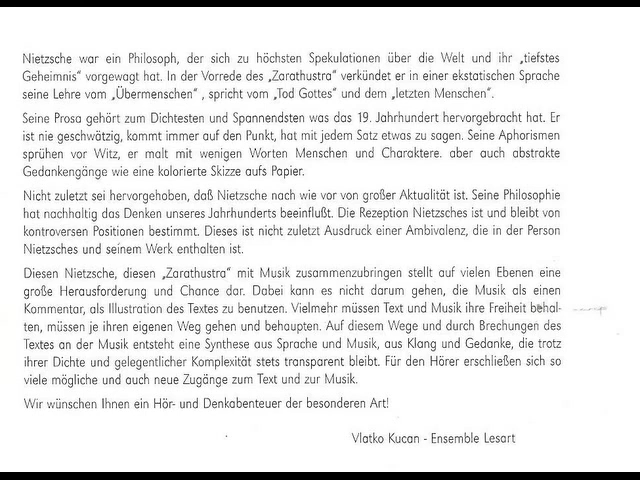 Nietzsche war ein Philosoph, der sich zu höchsten Spekulationen über die Welt und ihr „tiefstes
Geheimnis" vorgewagt hat. In der Vorrede des „Zarathustra" verkündet er in einer ekstatischen Sprache
seine Lehre vom „Übermenschen" , spricht vom „Tod Gottes" und dem „letzten Menschen".
Seine Prosa gehört zum Dichtesten und Spannendsten was das 19. Jahrhundert hervorgebracht hat. Er
ist nie geschwätzig, kommt immer auf den Punkt, hat mit jedem Satz etwas zu sagen. Seine Aphorismen
sprühen vor Witz, er malt mit wenigen Worten Menschen und Charaktere. aber auch abstrakte
Gedankengänge wie eine kolorierte Skizze aufs Papier.
Nicht zuletzt sei hervorgehoben, daß Nietzsche nach wie vor von großer Aktualität ist. Seine Philosophie
hat nachhaltig das Denken unseres Jahrhunderts beeinflußt. Die Rezeption Nietzsches ist und bleibt von
kontroversen Positionen bestimmt. Dieses ist nicht zuletzt Ausdruck einer Ambivalenz, die in der Person
Nietzsches und seinem Werk enthalten ist.
Diesen Nietzsche, diesen „Zarathustra" mit Musik zusammenzubringen stellt auf vielen Ebenen eine
große Herausforderung und Chance dar. Dabei kann es nicht darum gehen, die Musik als einen
Kommentar, als Illustration des Textes zu benutzen. Vielmehr müssen Text und Musik ihre Freiheit behal-
ten, müssen je ihren eigenen Weg gehen und behaupten. Auf diesem Wege und durch Brechungen des
Textes an der Musik entsteht eine Synthese aus Sprache und Musik, aus Klang und Gedanke, die trotz
ihrer Dichte und gelegentlicher Komplexität stets transparent bleibt. Für den Hörer erschließen sich so
viele mögliche und auch neue Zugänge zum Text und zur Musik.
Wir wünschen Ihnen ein Hör- und Denkabenteuer der besonderen Art!
Vlatko Kucan - Ensemble Lesart